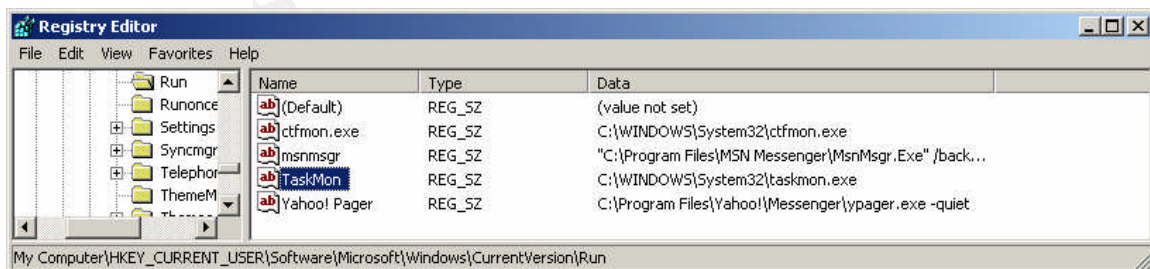 Registry Editor
File Edit View Favorites Help
Run
Runonce
Settings
Syncmgr
Telephor
ThemeM
Name Type Data
(Default) REG_SZ (value not set)
ctfmon.exe REG_SZ C:\WINDOWS\System32\ctfmon.exe
msnmsgr REG_SZ "C:\Program Files\MSN Messenger\MsnMsgr.Exe" /back...
TaskMon REG_SZ C:\WINDOWS\System32\taskmon.exe
Yahoo! Pager REG_SZ C:\Program Files\Yahoo!\Messenger\ypager.exe -quiet
My Computer\HKEY_CURRENT_USER\Software\Microsoft\Windows\CurrentVersion\Run